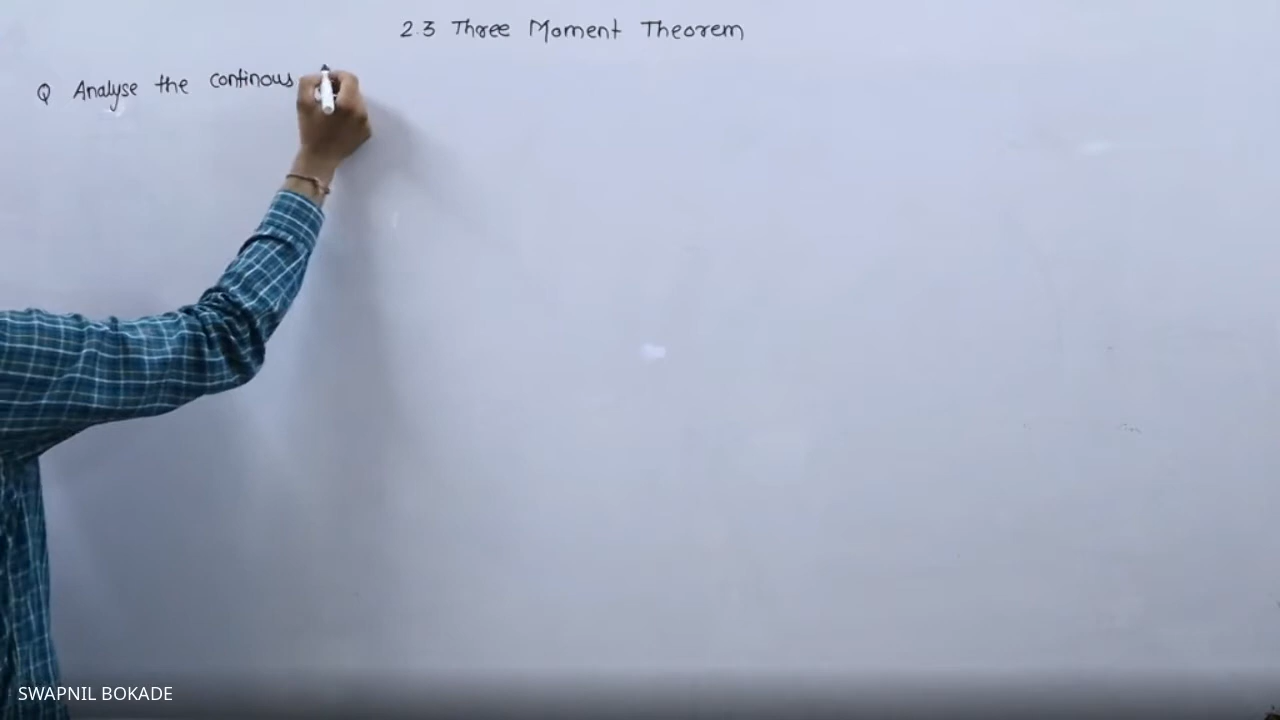 2.3 Three Moment Theorem
Q Analyse the continous
SWAPNIL BOKADE